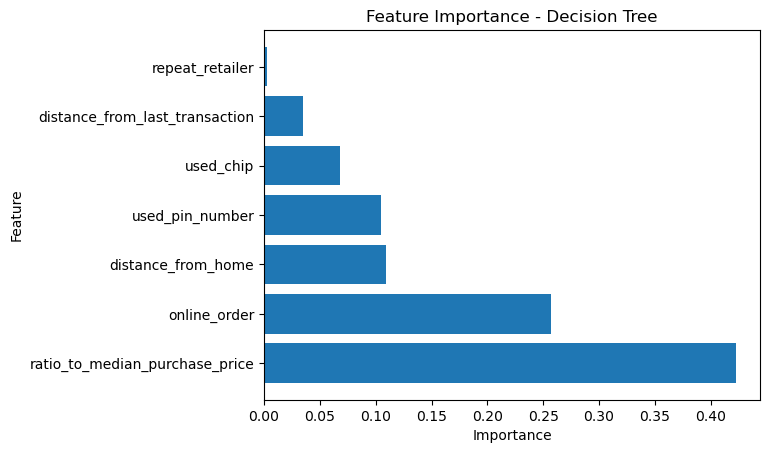 Feature Importance - Decision Tree
repeat_retailer
distance_from_last_transaction
used_chip
used_pin_number
distance_from_home
online_order
ratio_to_median_purchase_price
Feature
0.00 0.05 0.10 0.15 0.20 0.25 0.30 0.35 0.40
Importance